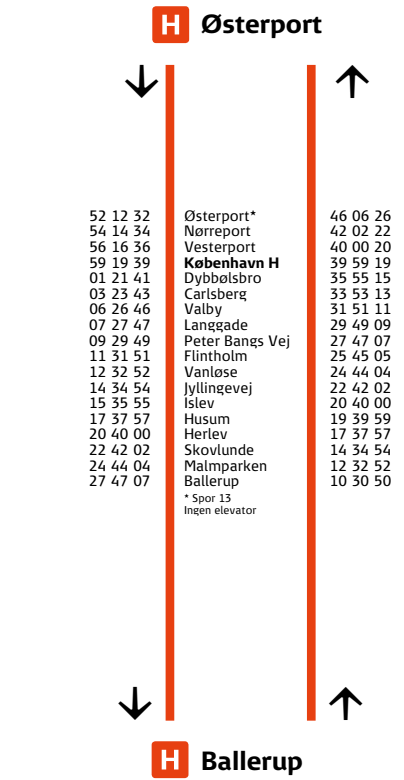 H Østerport
52 12 32 Østerport* 46 06 26
54 14 34 Nørreport 42 02 22
56 16 36 Vesterport 40 00 20
59 19 39 København H 39 59 19
01 21 41 Dybbølsbro 35 55 15
03 23 43 Carlsberg 33 53 13
06 26 46 Valby 31 51 11
07 27 47 Langgade 29 49 09
09 29 49 Peter Bangs Vej 27 47 07
11 31 51 Flintholm 25 45 05
12 32 52 Vanløse 24 44 04
14 34 54 Jyllingevej 22 42 02
15 35 55 Islev 20 40 00
17 37 57 Husum 19 39 59
20 40 00 Herlev 17 37 57
22 42 02 Skovlunde 14 34 54
24 44 04 Malmparken 12 32 52
27 47 07 Ballerup 10 30 50
* Spor 13
Ingen elevator
H Ballerup